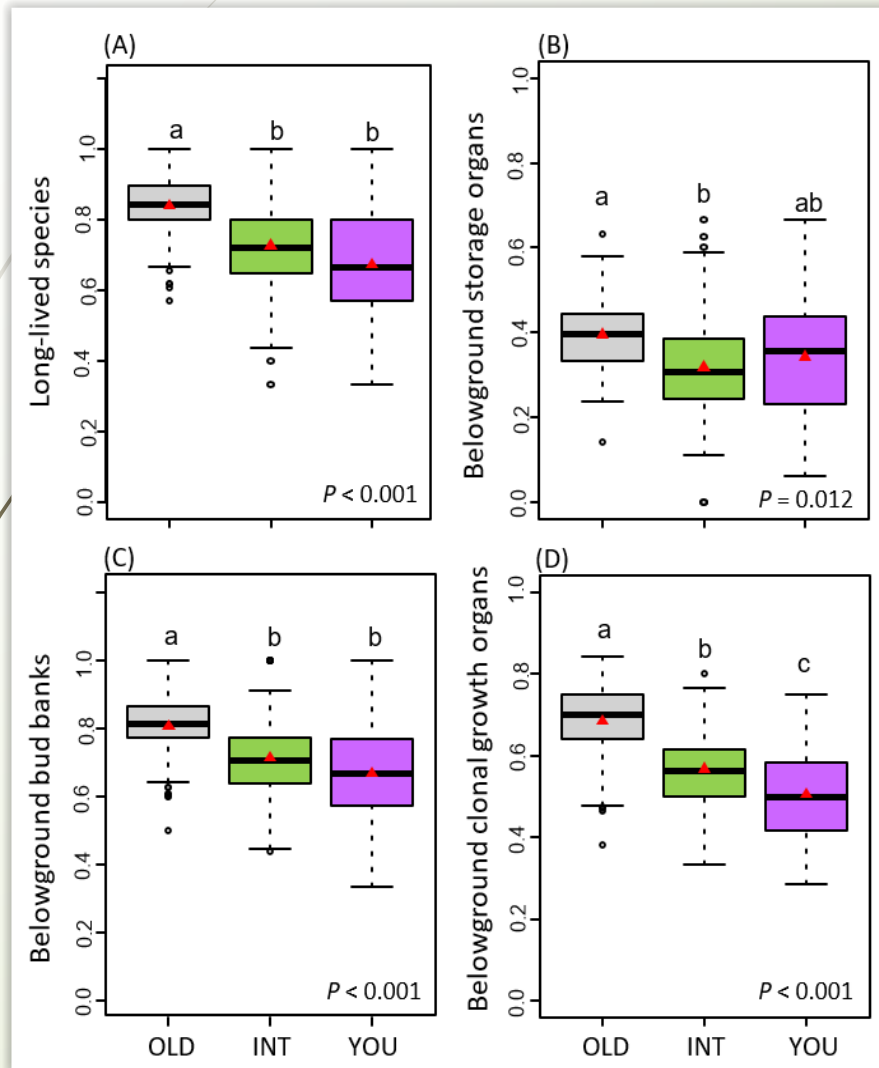 (A)
Long-lived species
0.0 0.2 0.4 0.6 0.8 1.0
a b b
P < 0.001
(B)
Belowground storage organs
0.0 0.2 0.4 0.6 0.8 1.0
a b ab
P = 0.012
(C)
Belowground bud banks
0.0 0.2 0.4 0.6 0.8 1.0
a b b
P < 0.001
OLD INT YOU
(D)
Belowground clonal growth organs
0.0 0.2 0.4 0.6 0.8 1.0
a b c
P < 0.001
OLD INT YOU